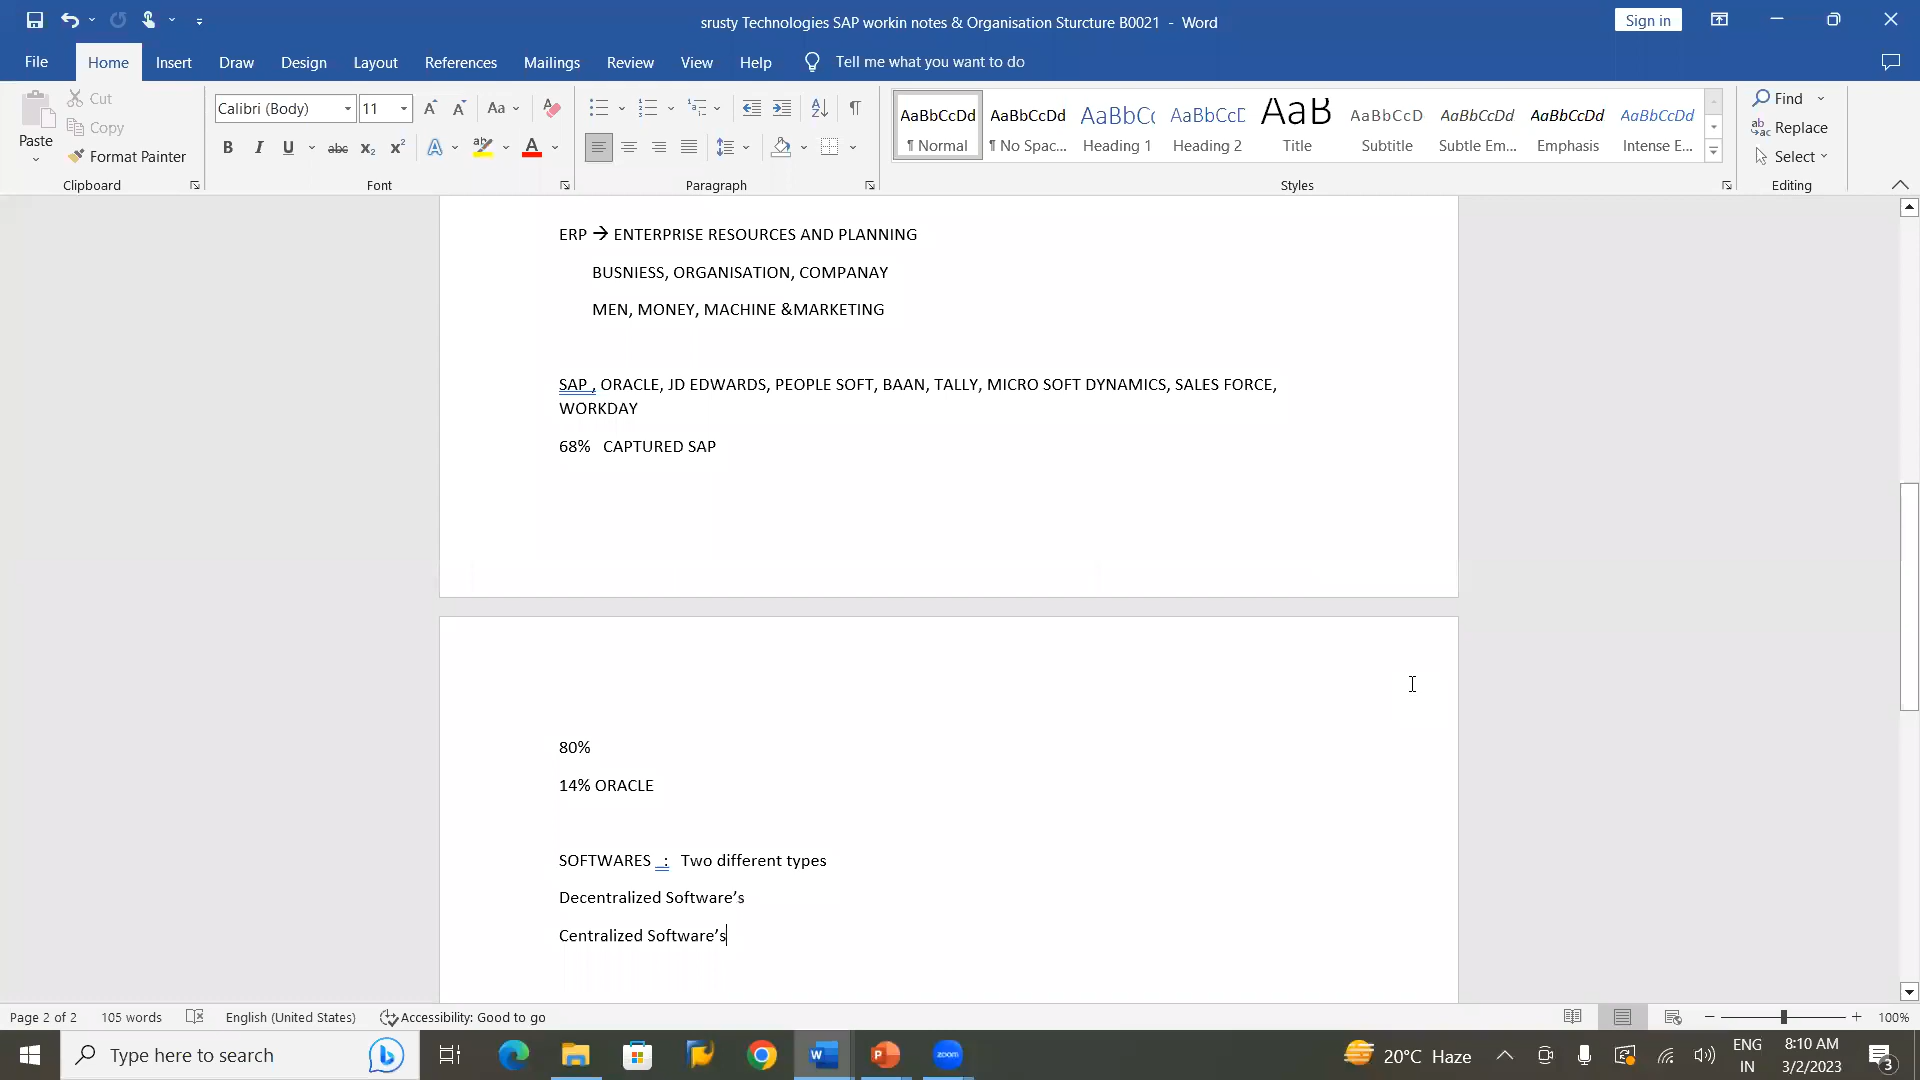 srusty Technologies SAP workin notes & Organisation Sturcture B0021 - Word
Sign in
File Home Insert Draw Design Layout References Mailings Review View Help Tell me what you want to do
Paste
Cut
Copy
Format Painter
Clipboard
Calibri (Body) 11
Font
Paragraph
AaBbCcDd AaBbCcDd AaBbC AaBbCcC AaB AaBbCcD AaBbCcDd AaBbCcDd AaBbCcDd
¶ Normal ¶ No Spac... Heading 1 Heading 2 Title Subtitle Subtle Em... Emphasis Intense E...
Styles
Find
Replace
Select
Editing
ERP → ENTERPRISE RESOURCES AND PLANNING
BUSNIESS, ORGANISATION, COMPANAY
MEN, MONEY, MACHINE &MARKETING
SAP , ORACLE, JD EDWARDS, PEOPLE SOFT, BAAN, TALLY, MICRO SOFT DYNAMICS, SALES FORCE,
WORKDAY
68% CAPTURED SAP
80%
14% ORACLE
SOFTWARES : Two different types
Decentralized Software’s
Centralized Software’s
Page 2 of 2 105 words English (United States) Accessibility: Good to go 100%
Type here to search
zoom
20°C Haze
ENG
IN
8:10 AM
3/2/2023
3